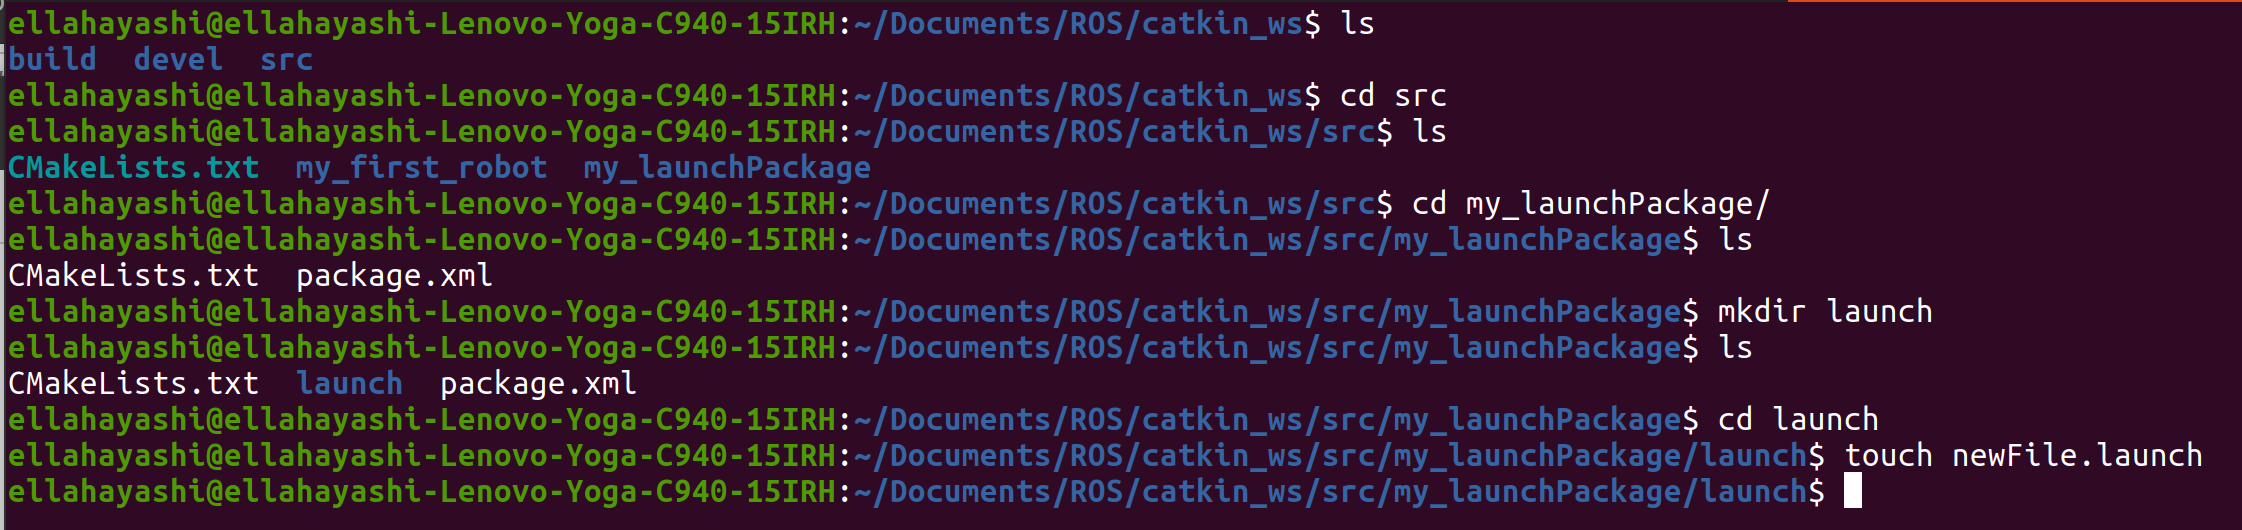 ellahayashi@ellahayashi-Lenovo-Yoga-C940-15IRH:~/Documents/ROS/catkin_ws$ ls
build  devel  src
ellahayashi@ellahayashi-Lenovo-Yoga-C940-15IRH:~/Documents/ROS/catkin_ws$ cd src
ellahayashi@ellahayashi-Lenovo-Yoga-C940-15IRH:~/Documents/ROS/catkin_ws/src$ ls
CMakeLists.txt  my_first_robot  my_launchPackage
ellahayashi@ellahayashi-Lenovo-Yoga-C940-15IRH:~/Documents/ROS/catkin_ws/src$ cd my_launchPackage/
ellahayashi@ellahayashi-Lenovo-Yoga-C940-15IRH:~/Documents/ROS/catkin_ws/src/my_launchPackage$ ls
CMakeLists.txt  package.xml
ellahayashi@ellahayashi-Lenovo-Yoga-C940-15IRH:~/Documents/ROS/catkin_ws/src/my_launchPackage$ mkdir launch
ellahayashi@ellahayashi-Lenovo-Yoga-C940-15IRH:~/Documents/ROS/catkin_ws/src/my_launchPackage$ ls
CMakeLists.txt  launch  package.xml
ellahayashi@ellahayashi-Lenovo-Yoga-C940-15IRH:~/Documents/ROS/catkin_ws/src/my_launchPackage$ cd launch
ellahayashi@ellahayashi-Lenovo-Yoga-C940-15IRH:~/Documents/ROS/catkin_ws/src/my_launchPackage/launch$ touch newFile.launch
ellahayashi@ellahayashi-Lenovo-Yoga-C940-15IRH:~/Documents/ROS/catkin_ws/src/my_launchPackage/launch$